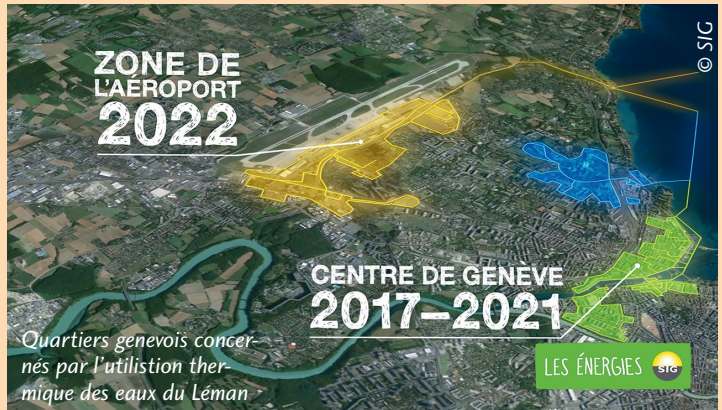 © SIG
ZONE DE
L'AÉROPORT
2022
CENTRE DE GENEVE
2017–2021
Quartiers genevois concer-
nés par l'utilistion ther-
mique des eaux du Léman
LES ÉNERGIES SIG